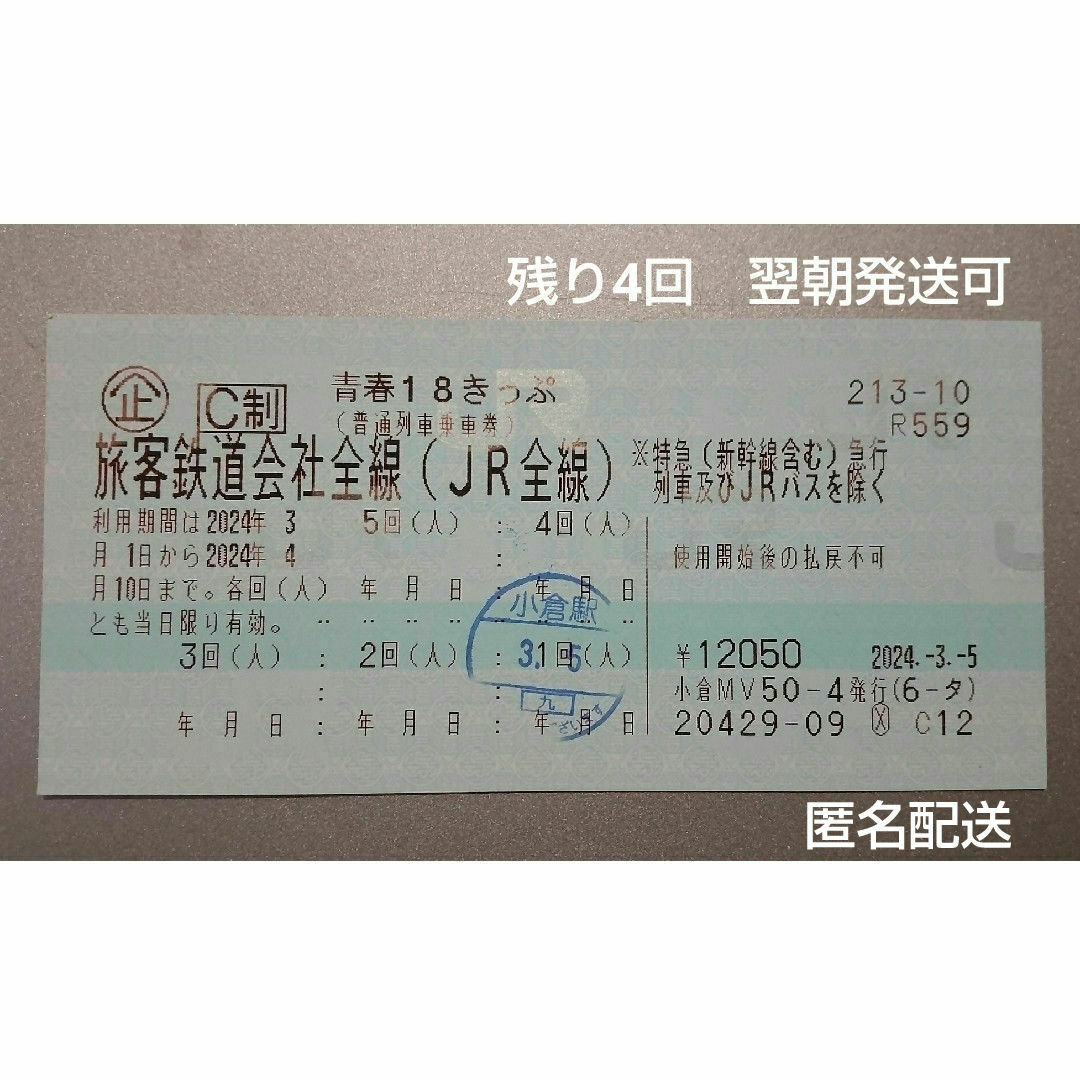 残り4回　翌朝発送可
企 C制 青春18きっぷ 213-10
(普通列車乗車券) R559
旅客鉄道会社全線(JR全線) ※特急(新幹線含む)急行
列車及びJRバスを除く
利用期間は2024年 3 5回(人) : 4回(人)
月 1日から2024年 4 : : 使用開始後の払戻不可
月10日まで。各回(人) 年 月 日 : 年 月 日
とも当日限り有効。
小倉駅
3回(人) : 2回(人) : 1回(人) ¥12050 2024.-3.-5
3. 5
小倉MV50-4発行(6-タ)
九
年 月 日 : 年 月 日 : 年 月 日 20429-09 X C12
匿名配送